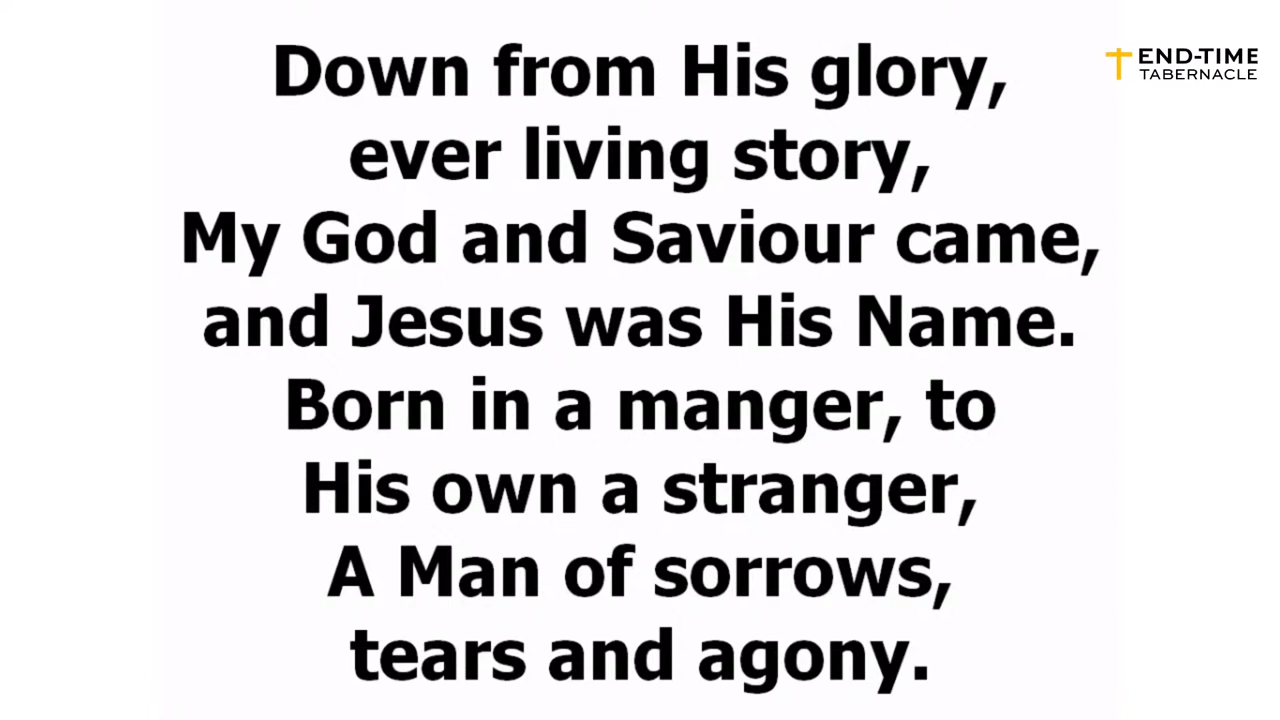 Down from His glory,
ever living story,
My God and Saviour came,
and Jesus was His Name.
Born in a manger, to
His own a stranger,
A Man of sorrows,
tears and agony.
END-TIME
TABERNACLE